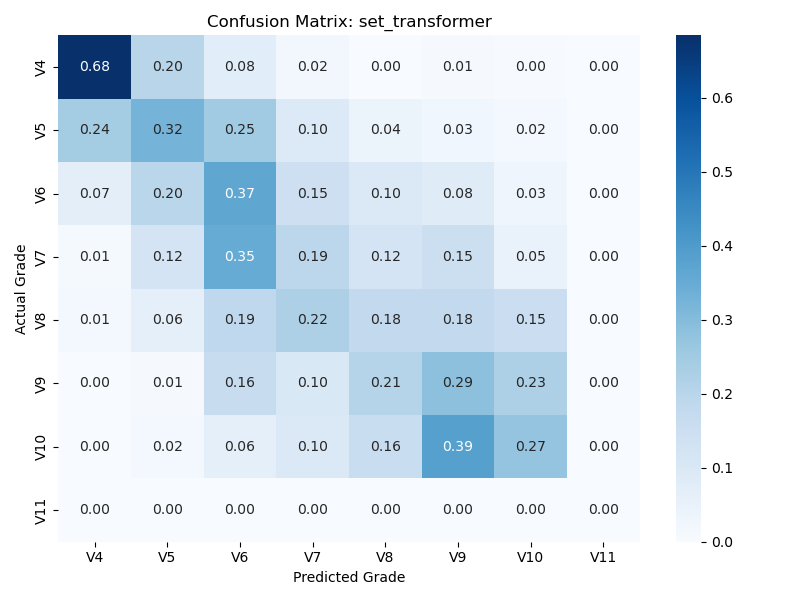 Confusion Matrix: set_transformer
V4 0.68 0.20 0.08 0.02 0.00 0.01 0.00 0.00
V5 0.24 0.32 0.25 0.10 0.04 0.03 0.02 0.00
V6 0.07 0.20 0.37 0.15 0.10 0.08 0.03 0.00
V7 0.01 0.12 0.35 0.19 0.12 0.15 0.05 0.00
V8 0.01 0.06 0.19 0.22 0.18 0.18 0.15 0.00
V9 0.00 0.01 0.16 0.10 0.21 0.29 0.23 0.00
V10 0.00 0.02 0.06 0.10 0.16 0.39 0.27 0.00
V11 0.00 0.00 0.00 0.00 0.00 0.00 0.00 0.00
V4 V5 V6 V7 V8 V9 V10 V11
Predicted Grade
Actual Grade
0.6
0.5
0.4
0.3
0.2
0.1
0.0